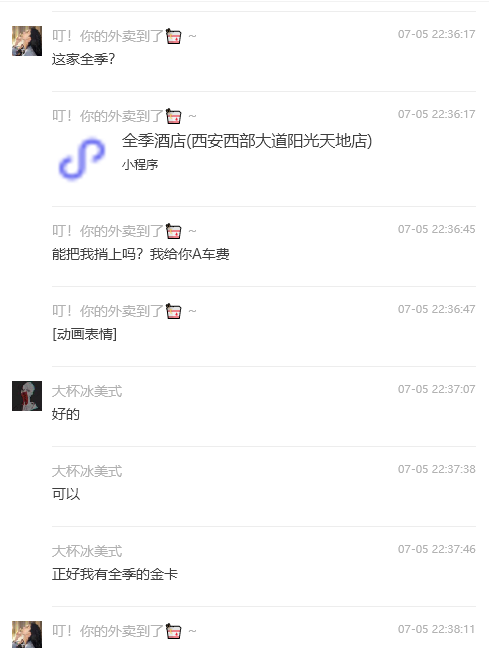 叮！你的外卖到了 ~
07-05 22:36:17
这家全季？
叮！你的外卖到了 ~
07-05 22:36:17
全季酒店(西安西部大道阳光天地店)
小程序
叮！你的外卖到了 ~
07-05 22:36:45
能把我捎上吗？我给你A车费
叮！你的外卖到了 ~
07-05 22:36:47
[动画表情]
大杯冰美式
07-05 22:37:07
好的
大杯冰美式
07-05 22:37:38
可以
大杯冰美式
07-05 22:37:46
正好我有全季的金卡
叮！你的外卖到了 ~
07-05 22:38:11